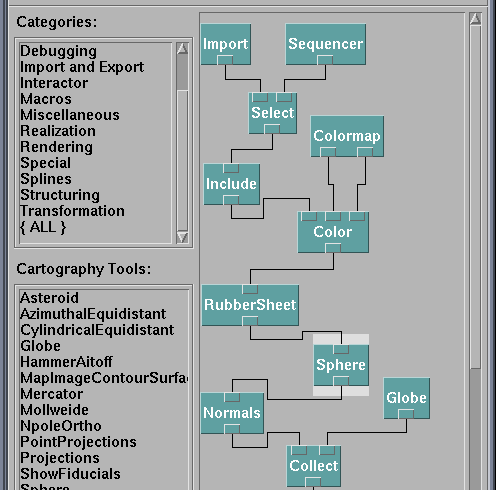 Categories:
Debugging
Import and Export
Interactor
Macros
Miscellaneous
Realization
Rendering
Special
Splines
Structuring
Transformation
{ ALL }
Cartography Tools:
Asteroid
AzimuthalEquidistant
CylindricalEquidistant
Globe
HammerAitoff
MapImageContourSurfa
Mercator
Mollweide
NpoleOrtho
PointProjections
Projections
ShowFiducials
Sphere
Import
Sequencer
Select
Colormap
Include
Color
RubberSheet
Sphere
Globe
Normals
Collect